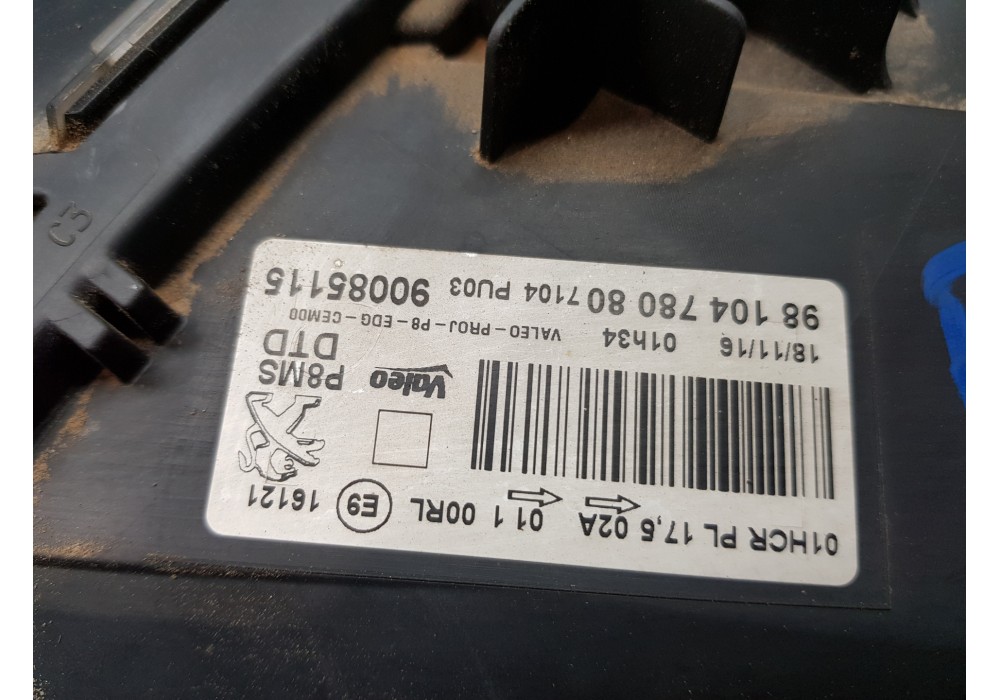 01HCR PL 17,5 02A 01 1 00RL E9 16121
Valeo P8MS
DTD
18/11/16 01h34 VALEO-PROJ-P8-EDG-CEM00
98 104 780 80 7104 PU03 90085115
C3